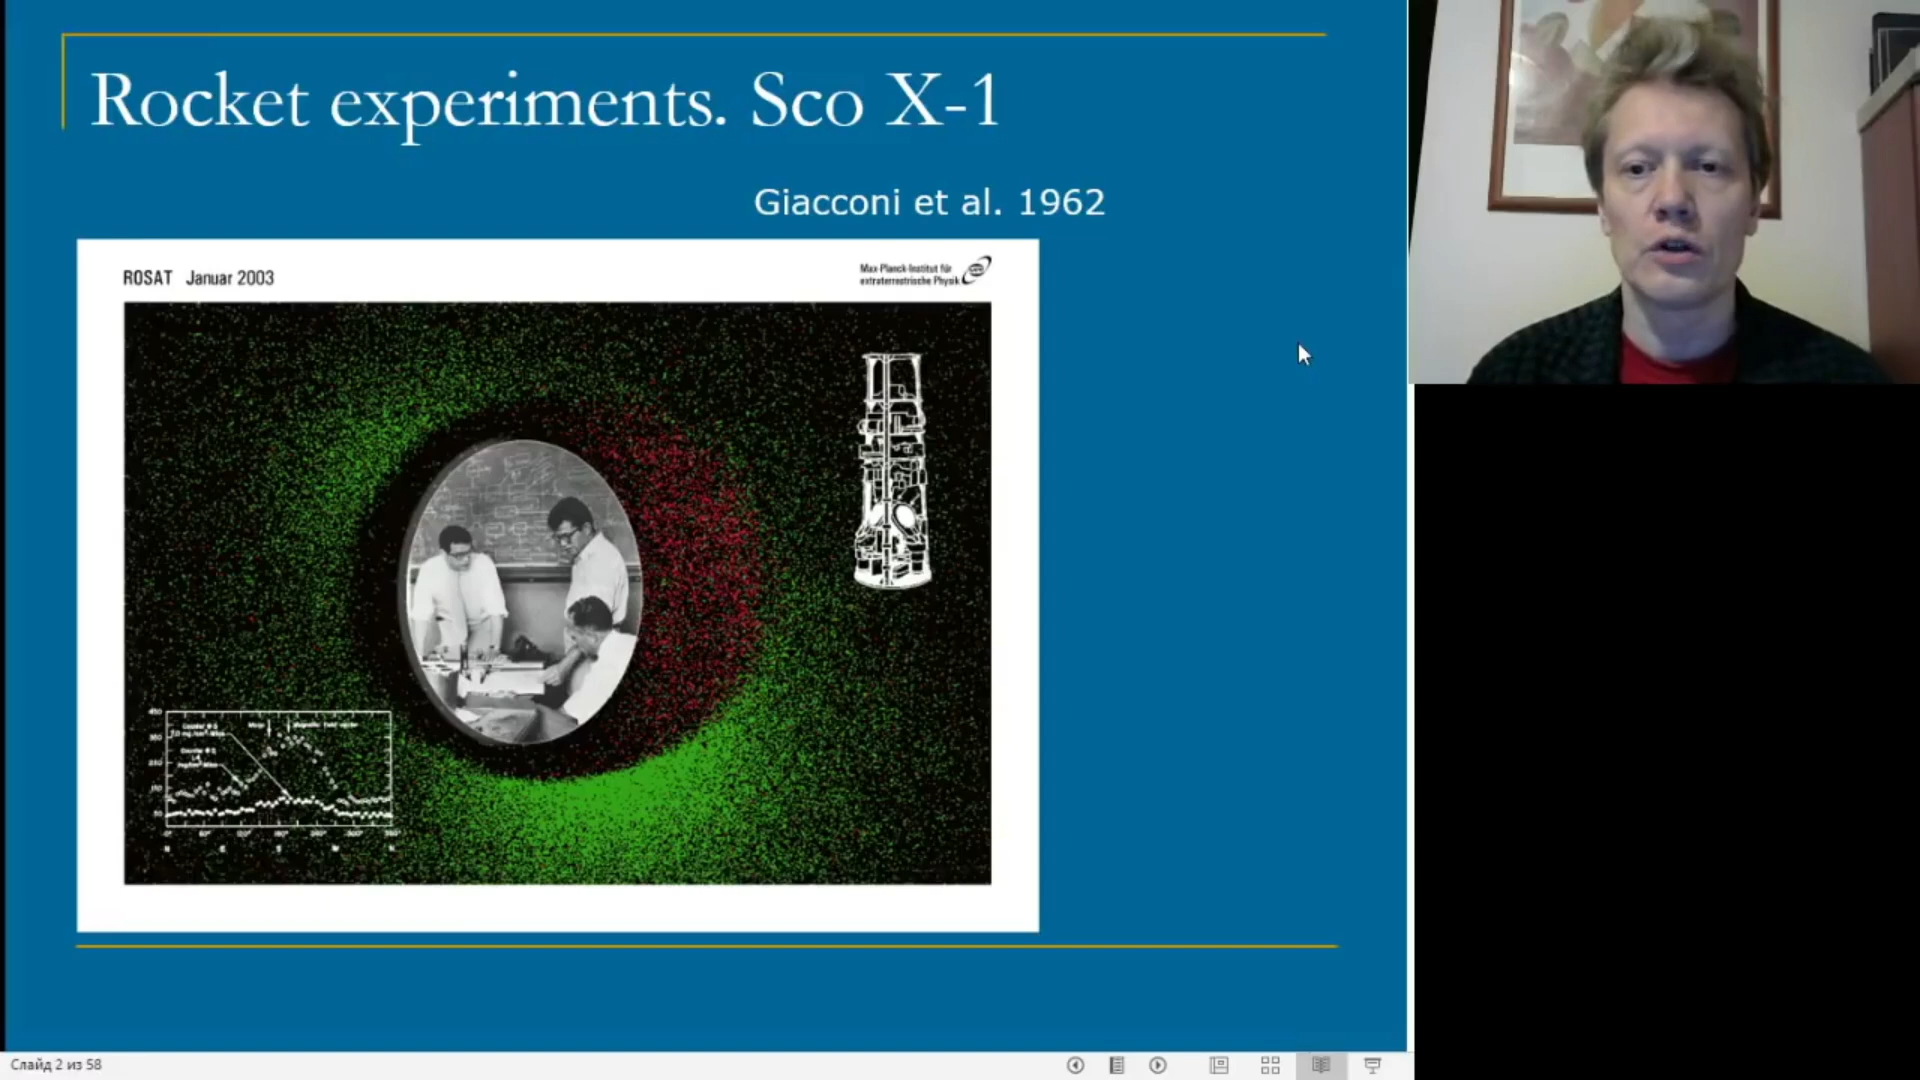 Rocket experiments. Sco X-1
Giacconi et al. 1962
ROSAT Januar 2003
Max-Planck-Institut für
extraterrestrische Physik
Слайд 2 из 58